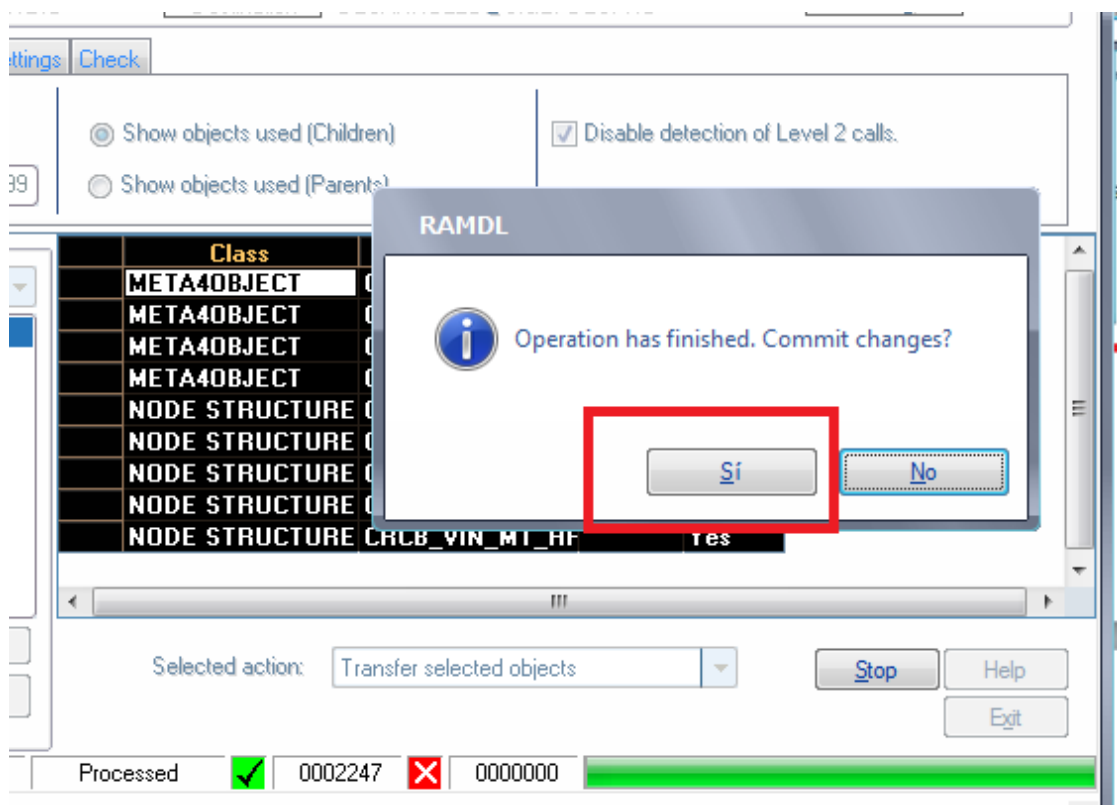 Check
Show objects used (Children)
Disable detection of Level 2 calls.
Show objects used (Parents)
RAMDL
Class
META4OBJECT
META4OBJECT
META4OBJECT
META4OBJECT
NODE STRUCTURE
NODE STRUCTURE
NODE STRUCTURE
NODE STRUCTURE
NODE STRUCTURE CRCB_VIN_MT_HF Yes
Operation has finished. Commit changes?
Sí No
Selected action: Transfer selected objects Stop Help
Exit
Processed 0002247 0000000